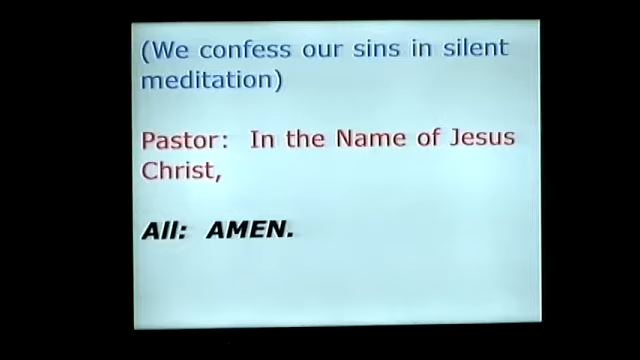 (We confess our sins in silent
meditation)
Pastor: In the Name of Jesus
Christ,
All: AMEN.